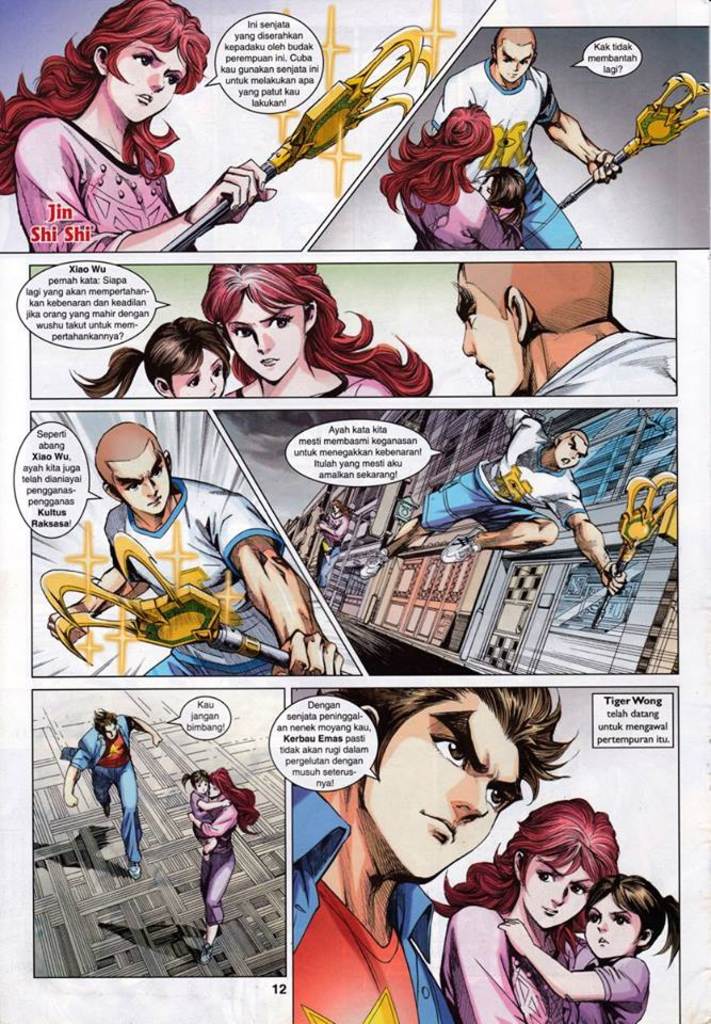 Ini senjata
yang diserahkan
kepadaku oleh budak
perempuan ini. Cuba
kau gunakan senjata ini
untuk melakukan apa
yang patut kau
lakukan!
Jin
Shi Shi
Kak tidak
membantah
lagi?
Xiao Wu
pernah kata: Siapa
lagi yang akan mempertahan-
kan kebenaran dan keadilan
jika orang yang mahir dengan
wushu takut untuk mem-
pertahankannya?
Seperti
abang
Xiao Wu,
ayah kita juga
telah dianiayai
pengganas-
pengganas
Kultus
Raksasa!
Ayah kata kita
mesti membasmi keganasan
untuk menegakkan kebenaran!
Itulah yang mesti aku
amalkan sekarang!
Kau
jangan
bimbang!
Dengan
senjata peninggal-
an nenek moyang kau,
Kerbau Emas pasti
tidak akan rugi dalam
pergelutan dengan
musuh seterus-
nya!
Tiger Wong
telah datang
untuk mengawal
pertempuran itu.
12